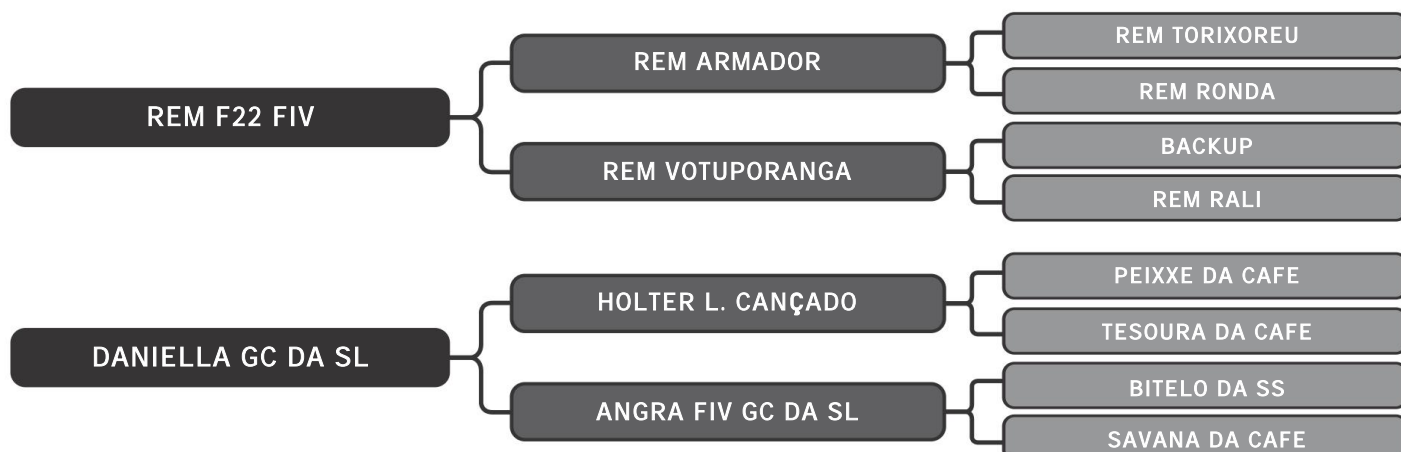 REM F22 FIV
REM ARMADOR
REM TORIXOREU
REM RONDA
REM VOTUPORANGA
BACKUP
REM RALI
DANIELLA GC DA SL
HOLTER L. CANÇADO
PEIXXE DA CAFE
TESOURA DA CAFE
ANGRA FIV GC DA SL
BITELO DA SS
SAVANA DA CAFE